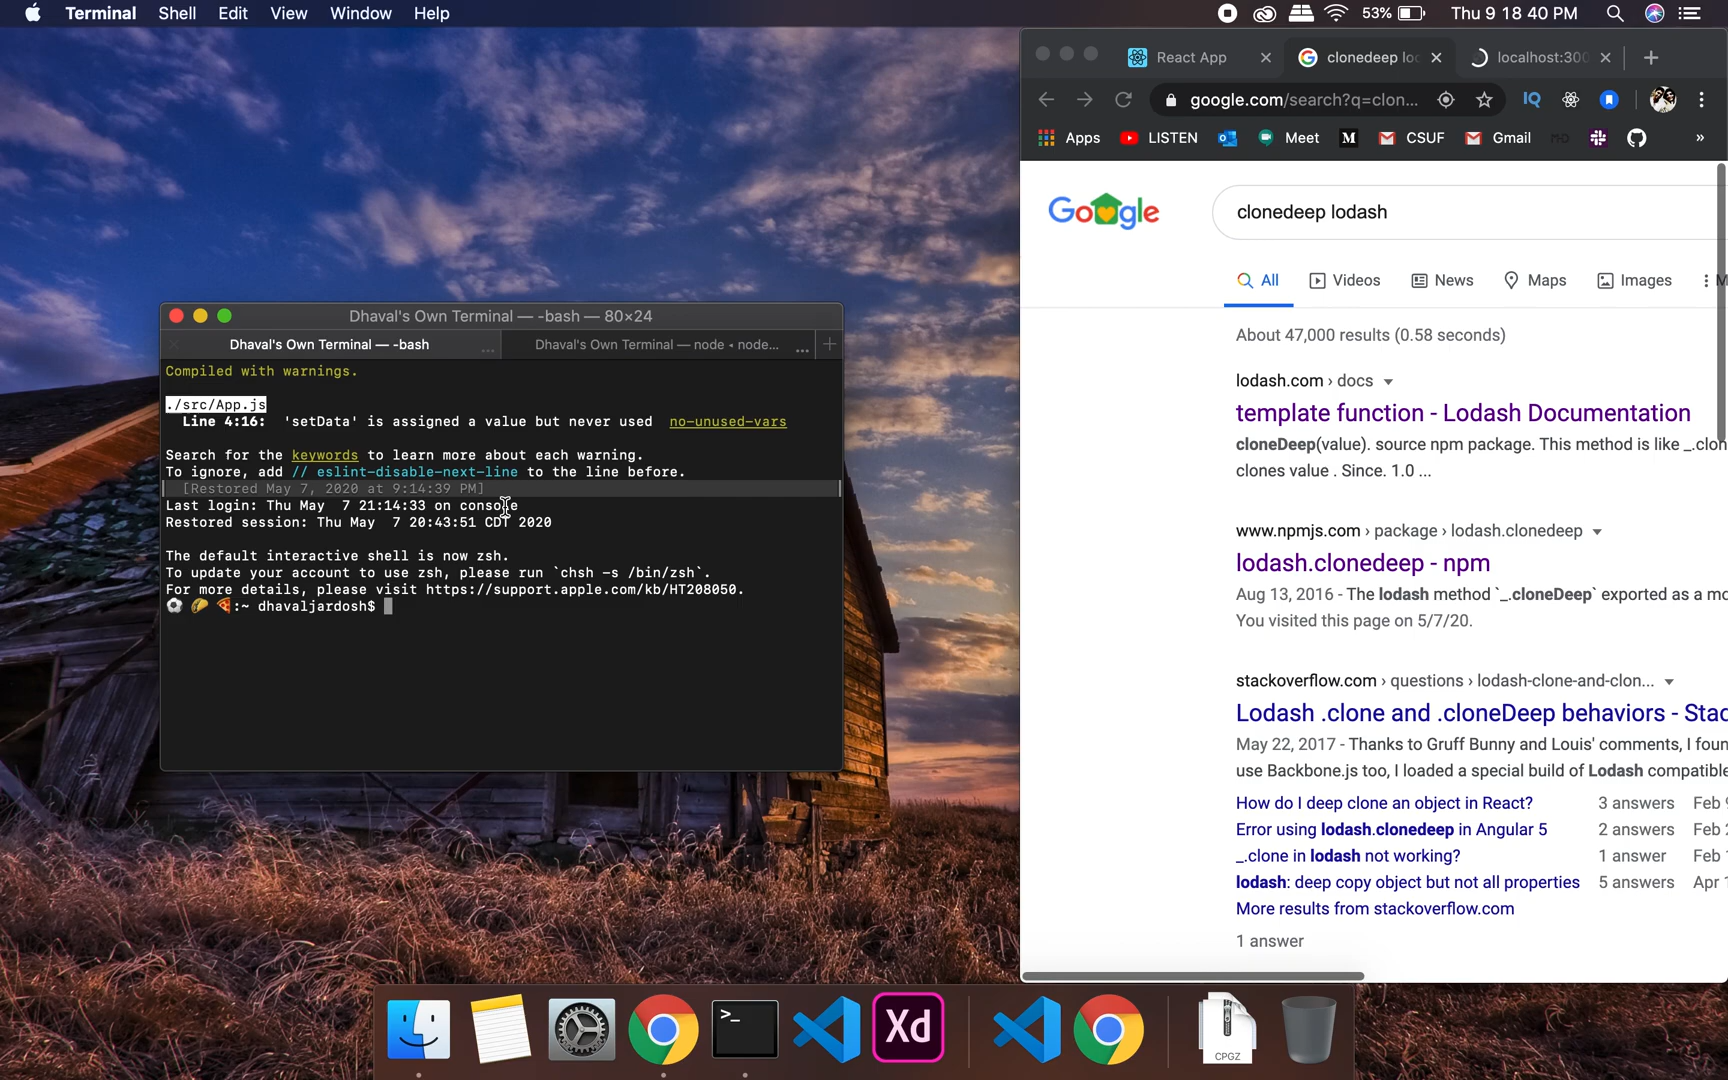 Terminal Shell Edit View Window Help
53% Thu 9 18 40 PM
React App
clonedeep lo
localhost:300
google.com/search?q=clon...
IQ
Apps LISTEN Meet M CSUF Gmail »
Google
clonedeep lodash
All Videos News Maps Images
About 47,000 results (0.58 seconds)
lodash.com › docs
template function - Lodash Documentation
cloneDeep(value). source npm package. This method is like _.clon
clones value . Since. 1.0 ...
www.npmjs.com › package › lodash.clonedeep
lodash.clonedeep - npm
Aug 13, 2016 - The lodash method `_.cloneDeep` exported as a mo
You visited this page on 5/7/20.
stackoverflow.com › questions › lodash-clone-and-clon...
Lodash .clone and .cloneDeep behaviors - Stac
May 22, 2017 - Thanks to Gruff Bunny and Louis' comments, I foun
use Backbone.js too, I loaded a special build of Lodash compatible
How do I deep clone an object in React? 3 answers Feb
Error using lodash.clonedeep in Angular 5 2 answers Feb
_.clone in lodash not working? 1 answer Feb
lodash: deep copy object but not all properties 5 answers Apr
More results from stackoverflow.com
1 answer
Dhaval's Own Terminal — -bash — 80×24
Dhaval's Own Terminal — -bash ...
Dhaval's Own Terminal — node ◂ node... ...
Compiled with warnings.
./src/App.js
Line 4:16: 'setData' is assigned a value but never used no-unused-vars
Search for the keywords to learn more about each warning.
To ignore, add // eslint-disable-next-line to the line before.
[Restored May 7, 2020 at 9:14:39 PM]
Last login: Thu May 7 21:14:33 on console
Restored session: Thu May 7 20:43:51 CDT 2020
The default interactive shell is now zsh.
To update your account to use zsh, please run `chsh -s /bin/zsh`.
For more details, please visit https://support.apple.com/kb/HT208050.
:~ dhavaljardosh$
>_
Xd
CPGZ